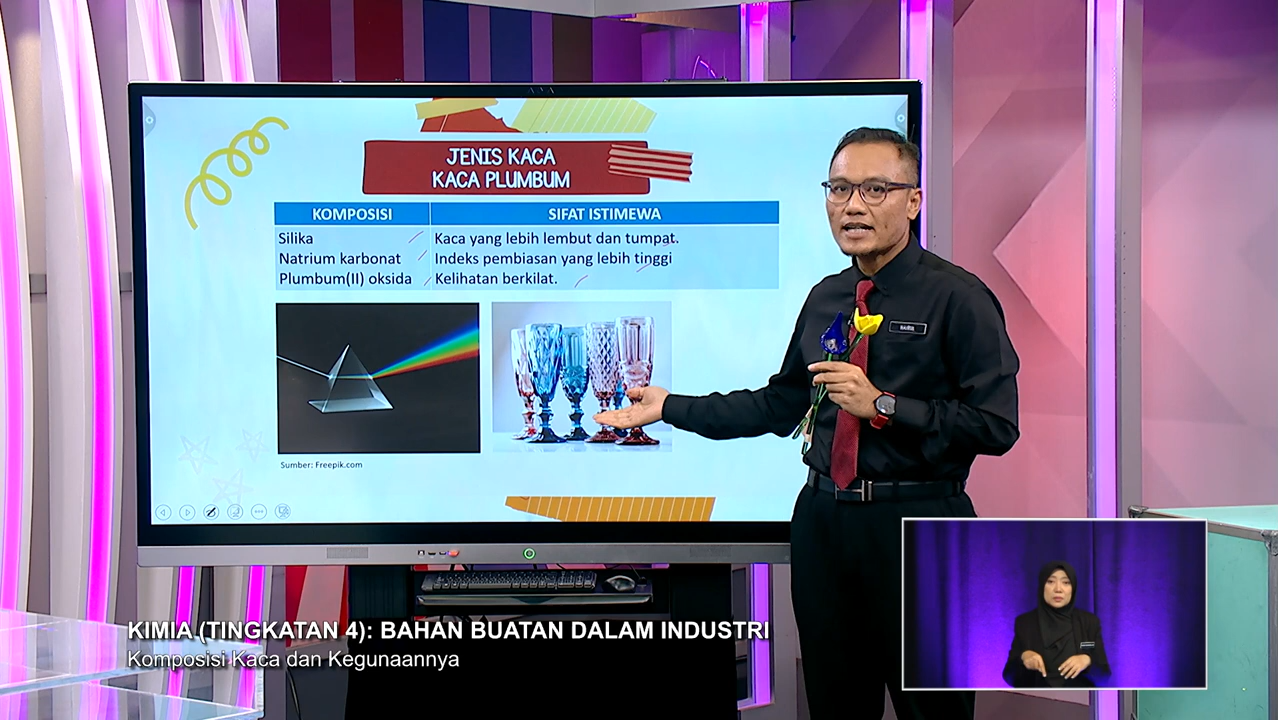 JENIS KACA
KACA PLUMBUM
KOMPOSISI SIFAT ISTIMEWA
Silika Kaca yang lebih lembut dan tumpat.
Natrium karbonat Indeks pembiasan yang lebih tinggi
Plumbum(II) oksida Kelihatan berkilat.
Sumber: Freepik.com
KIMIA (TINGKATAN 4): BAHAN BUATAN DALAM INDUSTRI
Komposisi Kaca dan Kegunaannya